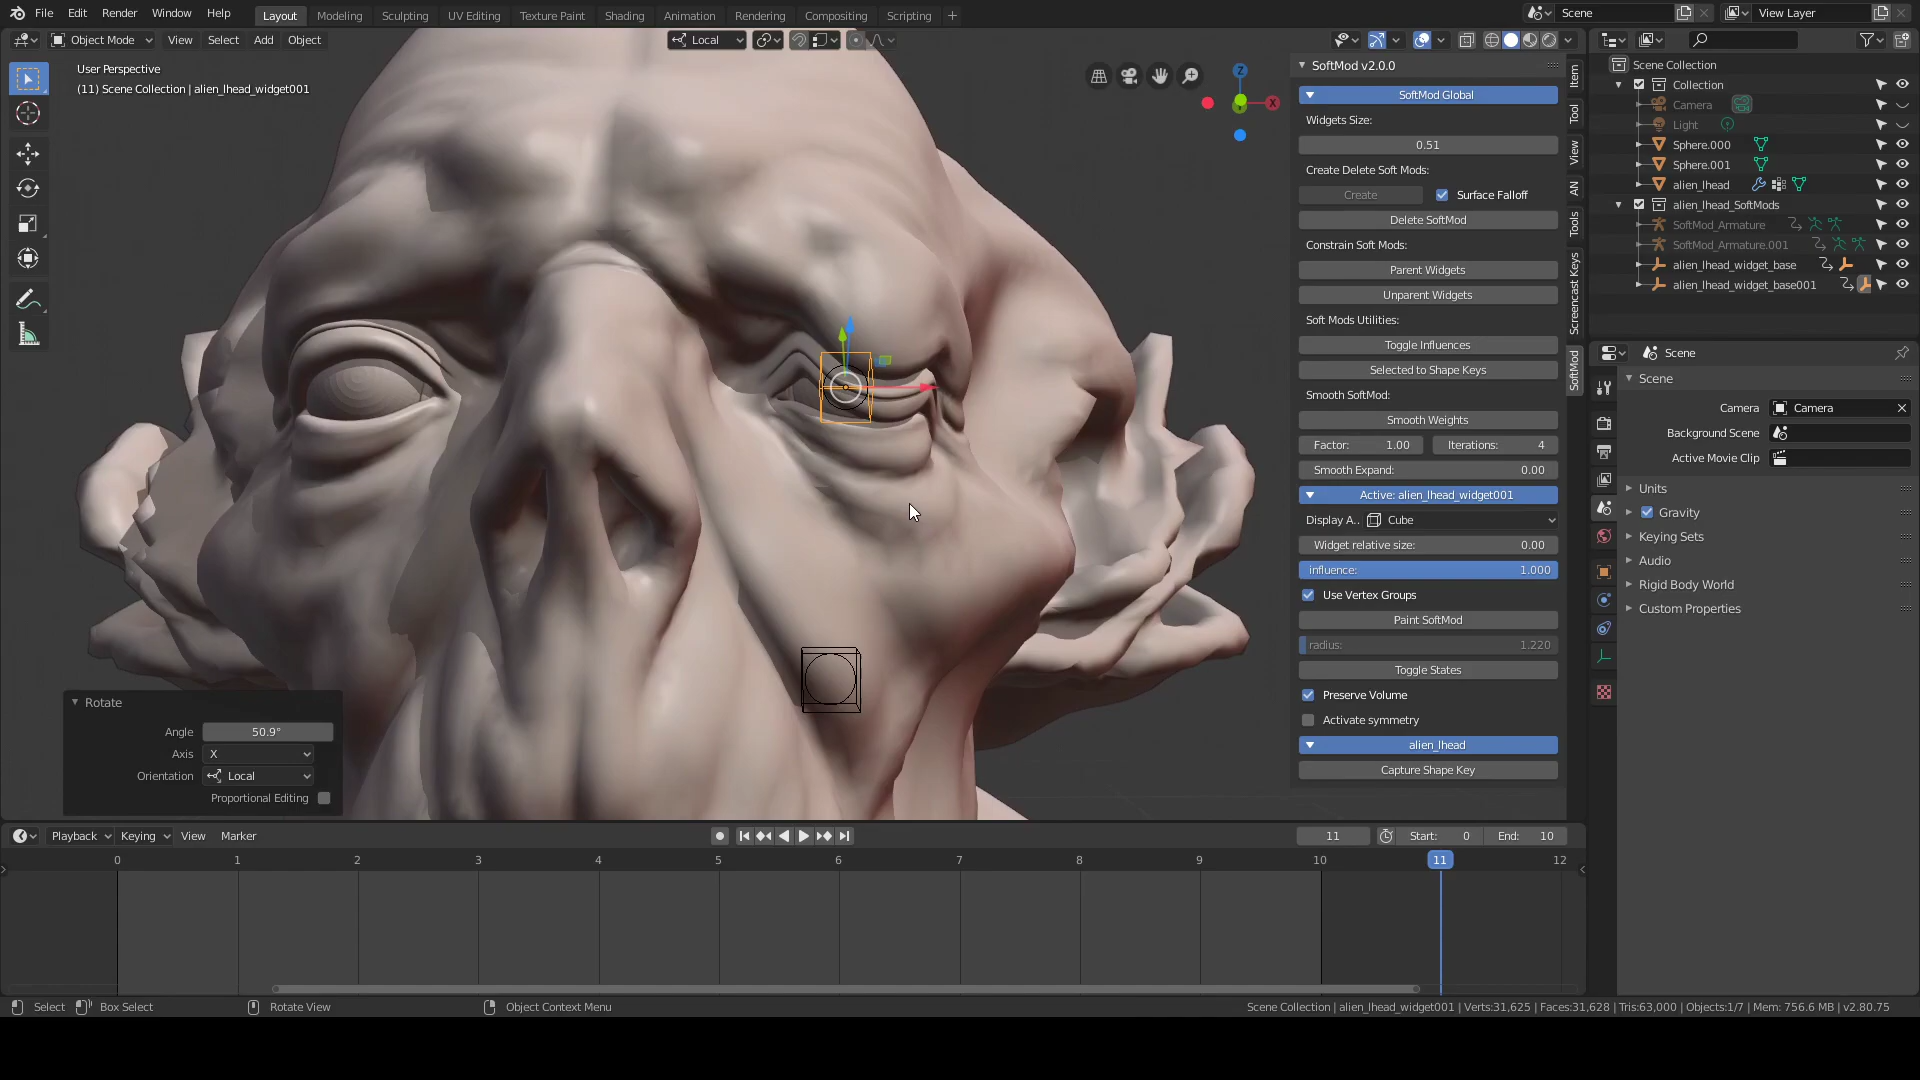 File Edit Render Window Help Layout Modeling Sculpting UV Editing Texture Paint Shading Animation Rendering Compositing Scripting + Scene View Layer
Object Mode View Select Add Object Local
User Perspective
(11) Scene Collection | alien_lhead_widget001
Z
X
SoftMod v2.0.0
SoftMod Global
Widgets Size:
0.51
Create Delete Soft Mods:
Create Surface Falloff
Delete SoftMod
Constrain Soft Mods:
Parent Widgets
Unparent Widgets
Soft Mods Utilities:
Toggle Influences
Selected to Shape Keys
Smooth SoftMod:
Smooth Weights
Factor: 1.00 Iterations: 4
Smooth Expand: 0.00
Active: alien_lhead_widget001
Display A.. Cube
Widget relative size: 0.00
influence: 1.000
Use Vertex Groups
Paint SoftMod
radius: 1.220
Toggle States
Preserve Volume
Activate symmetry
alien_lhead
Capture Shape Key
Item
Tool
View
AN
Tools
Screencast Keys
SoftMod
Scene Collection
Collection
Camera
Light
Sphere.000
Sphere.001
alien_lhead
alien_lhead_SoftMods
SoftMod_Armature
SoftMod_Armature.001
alien_lhead_widget_base
alien_lhead_widget_base001
Scene
Scene
Camera Camera
Background Scene
Active Movie Clip
Units
Gravity
Keying Sets
Audio
Rigid Body World
Custom Properties
Rotate
Angle 50.9°
Axis X
Orientation Local
Proportional Editing
Playback Keying View Marker 11 Start: 0 End: 10
0 1 2 3 4 5 6 7 8 9 10 11 12
Select Box Select Rotate View Object Context Menu Scene Collection | alien_lhead_widget001 | Verts:31,625 | Faces:31,628 | Tris:63,000 | Objects:1/7 | Mem: 756.6 MB | v2.80.75